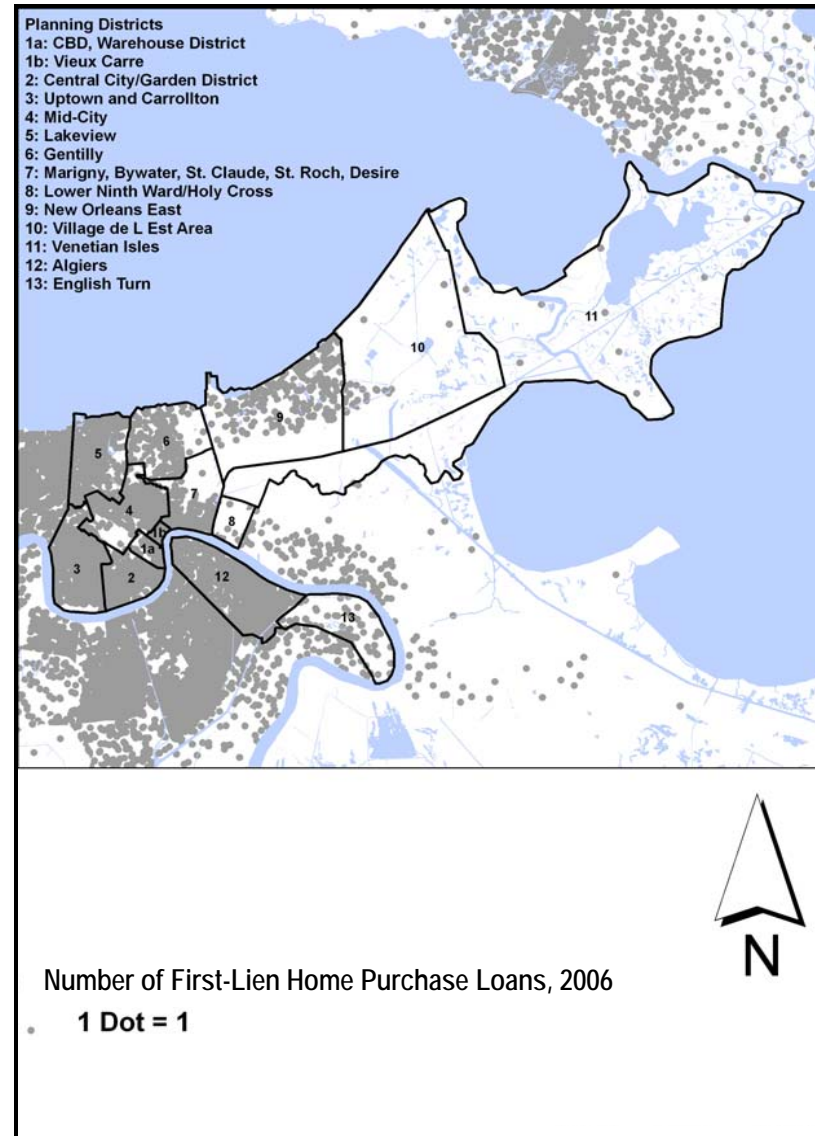 Planning Districts
1a: CBD, Warehouse District
1b: Vieux Carre
2: Central City/Garden District
3: Uptown and Carrollton
4: Mid-City
5: Lakeview
6: Gentilly
7: Marigny, Bywater, St. Claude, St. Roch, Desire
8: Lower Ninth Ward/Holy Cross
9: New Orleans East
10: Village de L Est Area
11: Venetian Isles
12: Algiers
13: English Turn
11
10
9
6
5
7
4
8
1b
1a
3
2
12
13
N
Number of First-Lien Home Purchase Loans, 2006
1 Dot = 1